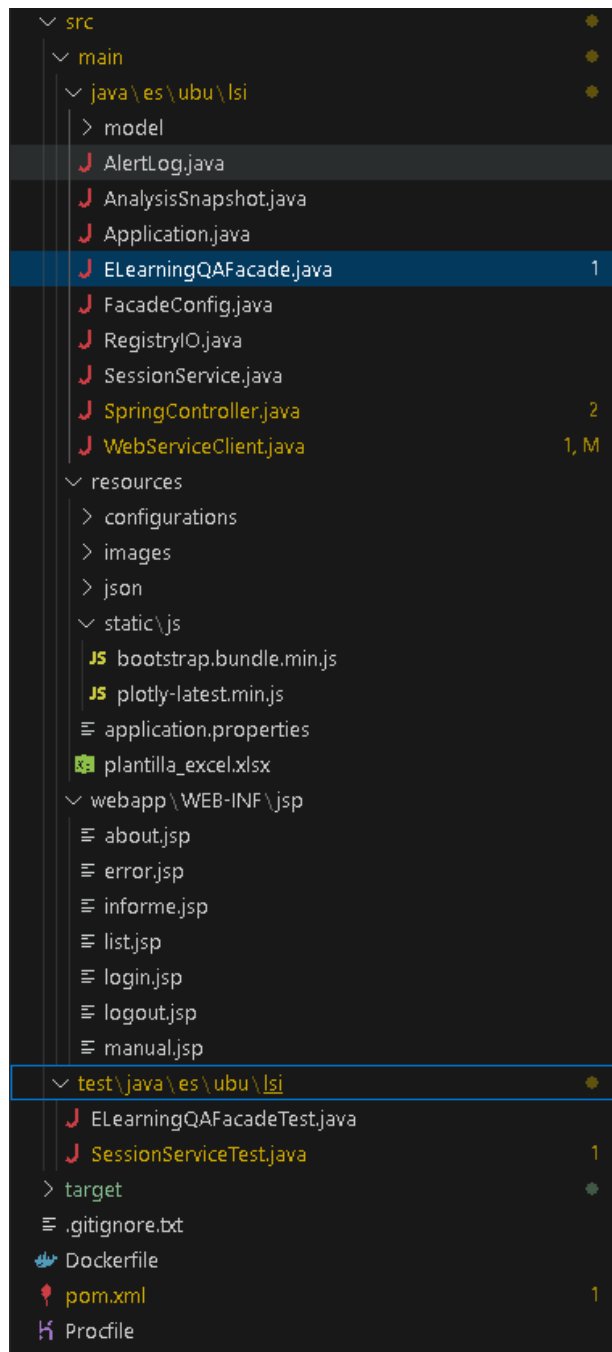 src
main
java\es\ubu\lsi
model
AlertLog.java
AnalysisSnapshot.java
Application.java
ELearningQAFacade.java 1
FacadeConfig.java
RegistryIO.java
SessionService.java
SpringController.java 2
WebServiceClient.java 1, M
resources
configurations
images
json
static\js
JS bootstrap.bundle.min.js
JS plotly-latest.min.js
application.properties
plantilla_excel.xlsx
webapp\WEB-INF\jsp
about.jsp
error.jsp
informe.jsp
list.jsp
login.jsp
logout.jsp
manual.jsp
test\java\es\ubu\lsi
ELearningQAFacadeTest.java
SessionServiceTest.java 1
target
.gitignore.txt
Dockerfile
pom.xml 1
Procfile